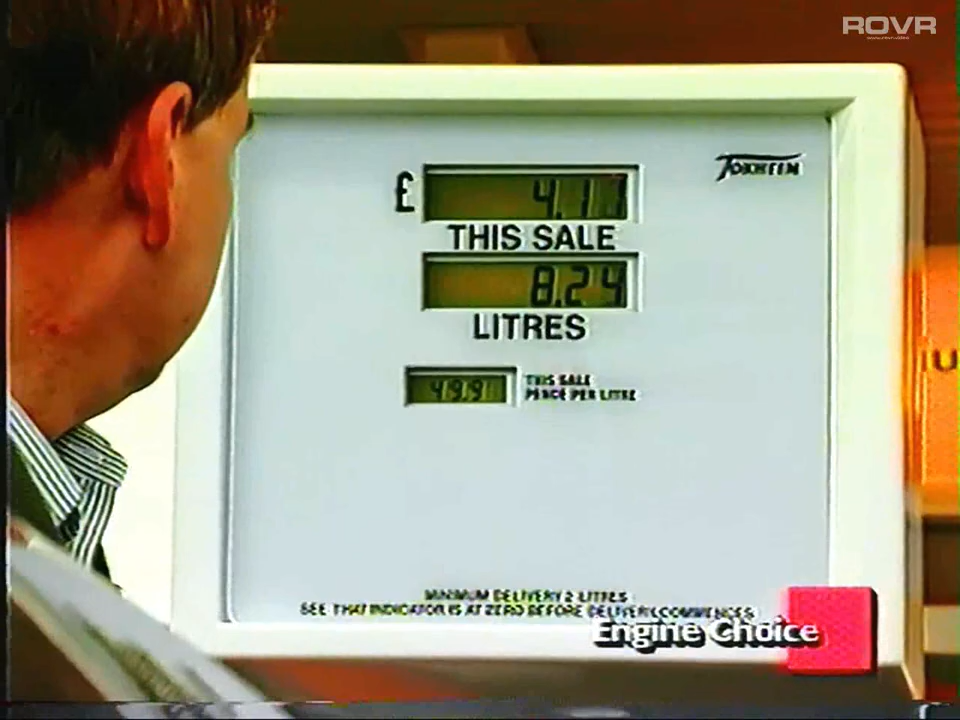 ROVR
TOKHEIM
£ 4.11
THIS SALE
8.24
LITRES
49.9 THIS SALE
PENCE PER LITRE
MINIMUM DELIVERY 2 LITRES
SEE THAT INDICATOR IS AT ZERO BEFORE DELIVERY COMMENCES
Engine Choice